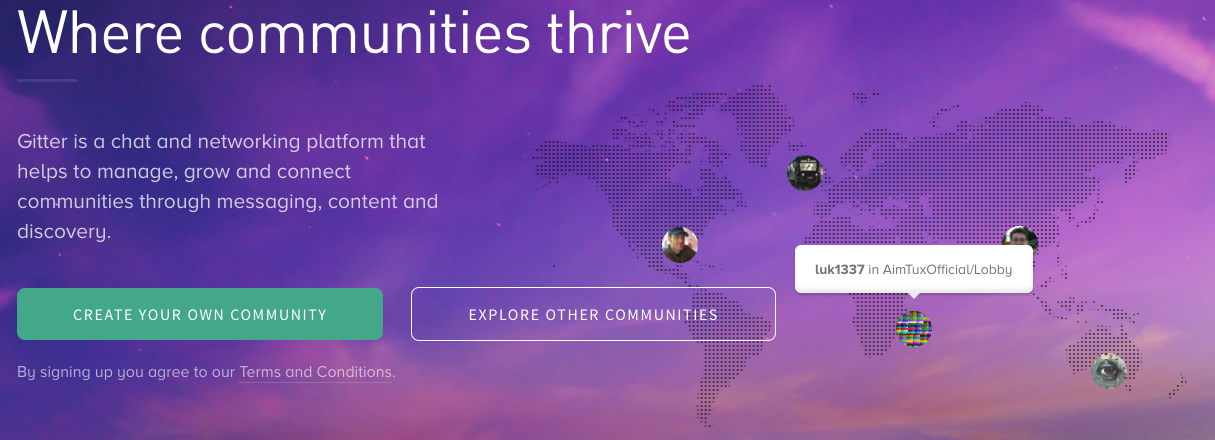 Where communities thrive
Gitter is a chat and networking platform that
helps to manage, grow and connect
communities through messaging, content and
discovery.
luk1337 in AimTuxOfficial/Lobby
CREATE YOUR OWN COMMUNITY
EXPLORE OTHER COMMUNITIES
By signing up you agree to our Terms and Conditions.